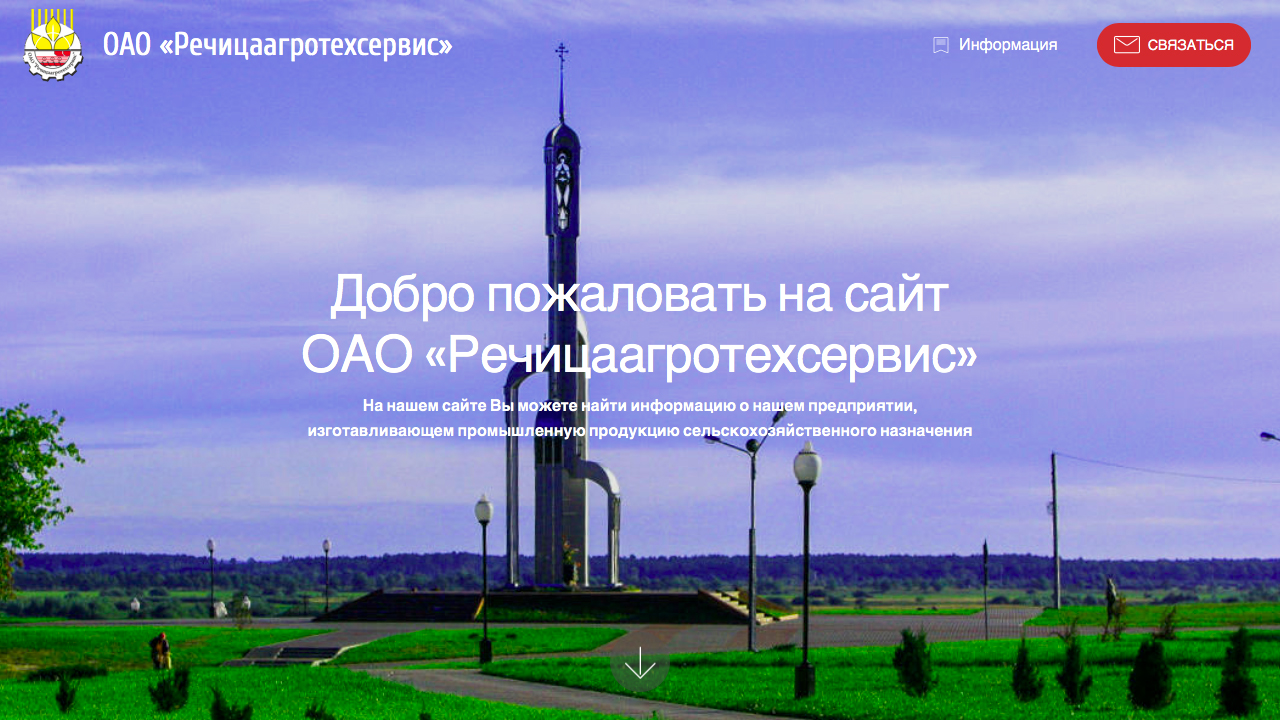 ОАО «Речицаагротехсервис»
Информация
СВЯЗАТЬСЯ
Добро пожаловать на сайт
ОАО «Речицаагротехсервис»
На нашем сайте Вы можете найти информацию о нашем предприятии,
изготавливающем промышленную продукцию сельскохозяйственного назначения